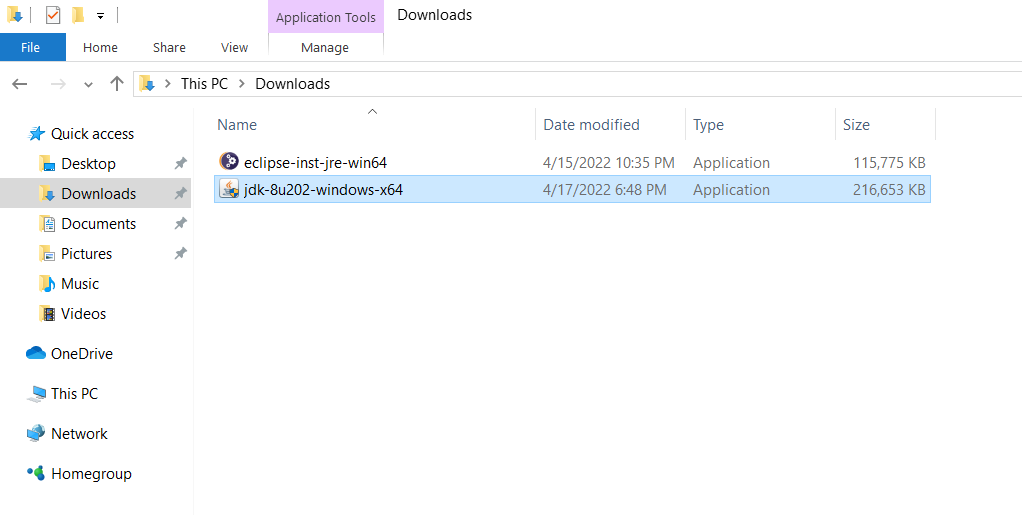 Application Tools Downloads
File Home Share View Manage
This PC Downloads
Name Date modified Type Size
Quick access
Desktop
Downloads
Documents
Pictures
Music
Videos
OneDrive
This PC
Network
Homegroup
eclipse-inst-jre-win64 4/15/2022 10:35 PM Application 115,775 KB
jdk-8u202-windows-x64 4/17/2022 6:48 PM Application 216,653 KB